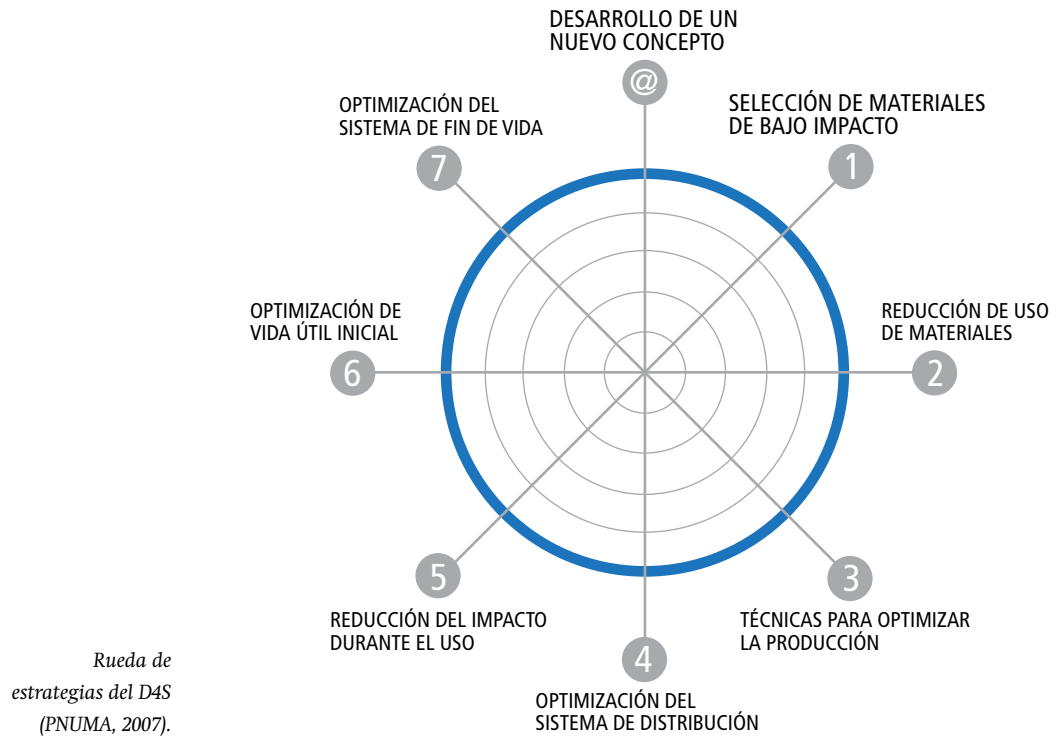 DESARROLLO DE UN
NUEVO CONCEPTO
@
SELECCIÓN DE MATERIALES
DE BAJO IMPACTO
1
REDUCCIÓN DE USO
DE MATERIALES
2
3
TÉCNICAS PARA OPTIMIZAR
LA PRODUCCIÓN
4
OPTIMIZACIÓN DEL
SISTEMA DE DISTRIBUCIÓN
5
REDUCCIÓN DEL IMPACTO
DURANTE EL USO
OPTIMIZACIÓN DE
VIDA ÚTIL INICIAL
6
OPTIMIZACIÓN DEL
SISTEMA DE FIN DE VIDA
7
Rueda de
estrategias del D4S
(PNUMA, 2007).